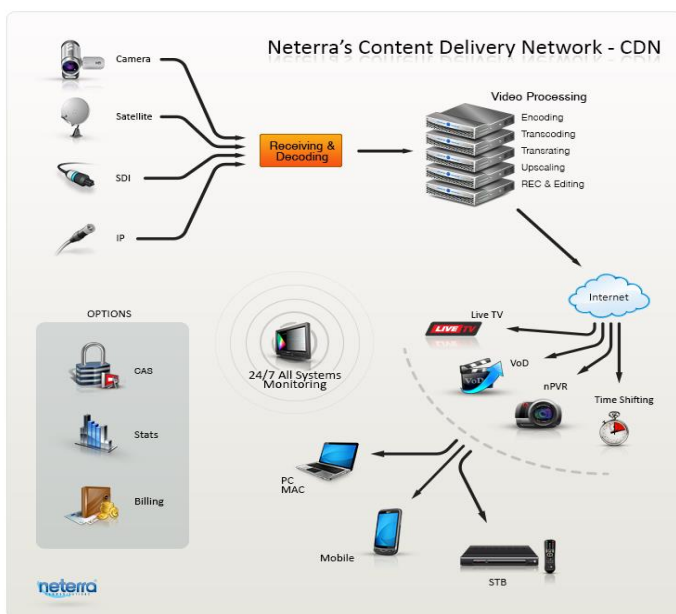 Neterra's Content Delivery Network - CDN
Camera
Satellite
SDI
IP
Receiving &
Decoding
Video Processing
Encoding
Transcoding
Transrating
Upscaling
REC & Editing
Internet
Live TV
LIVE TV
VoD
VoD
nPVR
Time Shifting
24/7 All Systems
Monitoring
OPTIONS
CAS
Stats
Billing
PC
MAC
Mobile
STB
neterra